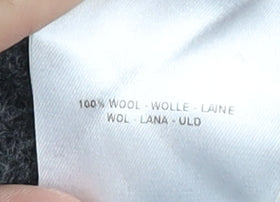 100% WOOL - WOLLE - LAINE
WOL - LANA - ULD